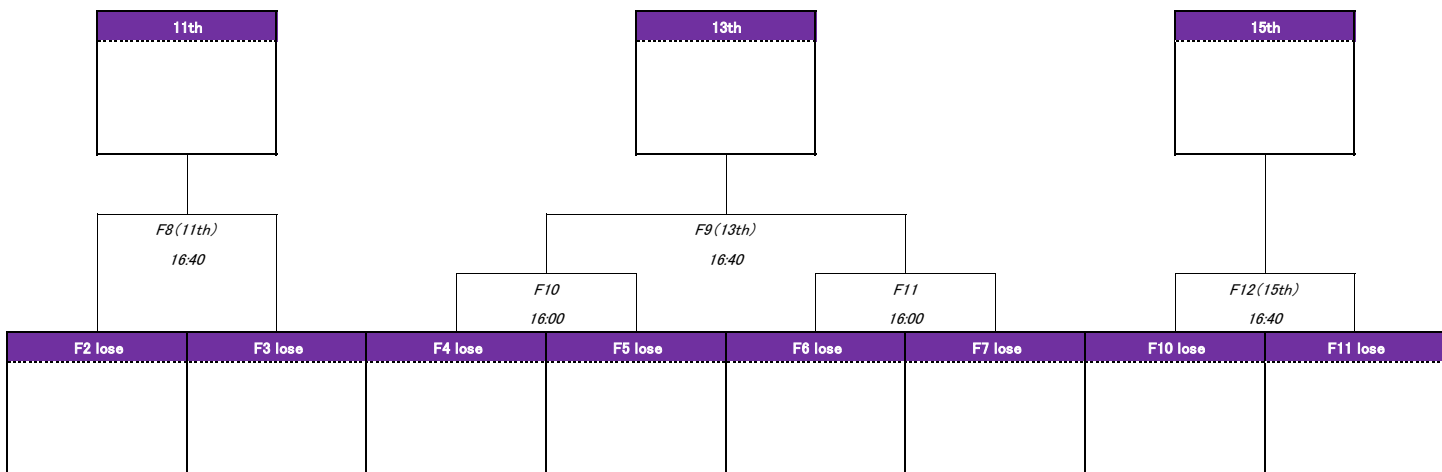 11th
13th
15th
F8（11th）
F9（13th）
16:40
16:40
F10
F11
F12（15th）
16:00
16:00
16:40
F2 lose
F3 lose
F4 lose
F5 lose
F6 lose
F7 lose
F10 lose
F11 lose